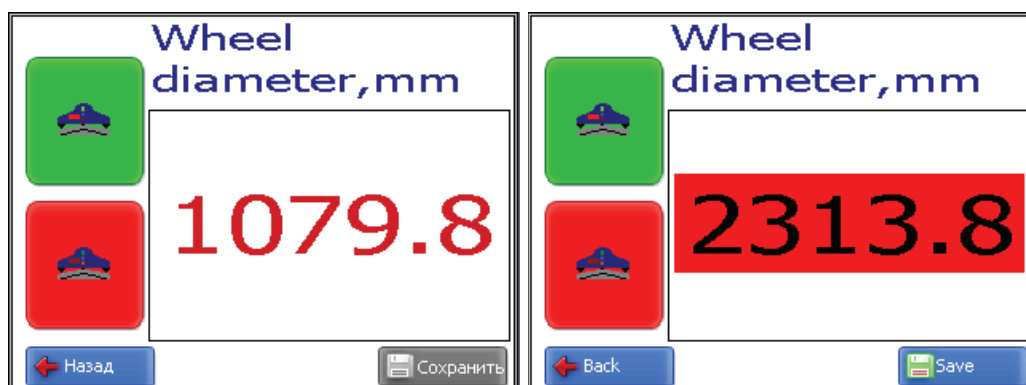 Wheel
diameter,mm
1079.8
Назад
Сохранить
Wheel
diameter,mm
2313.8
Back
Save